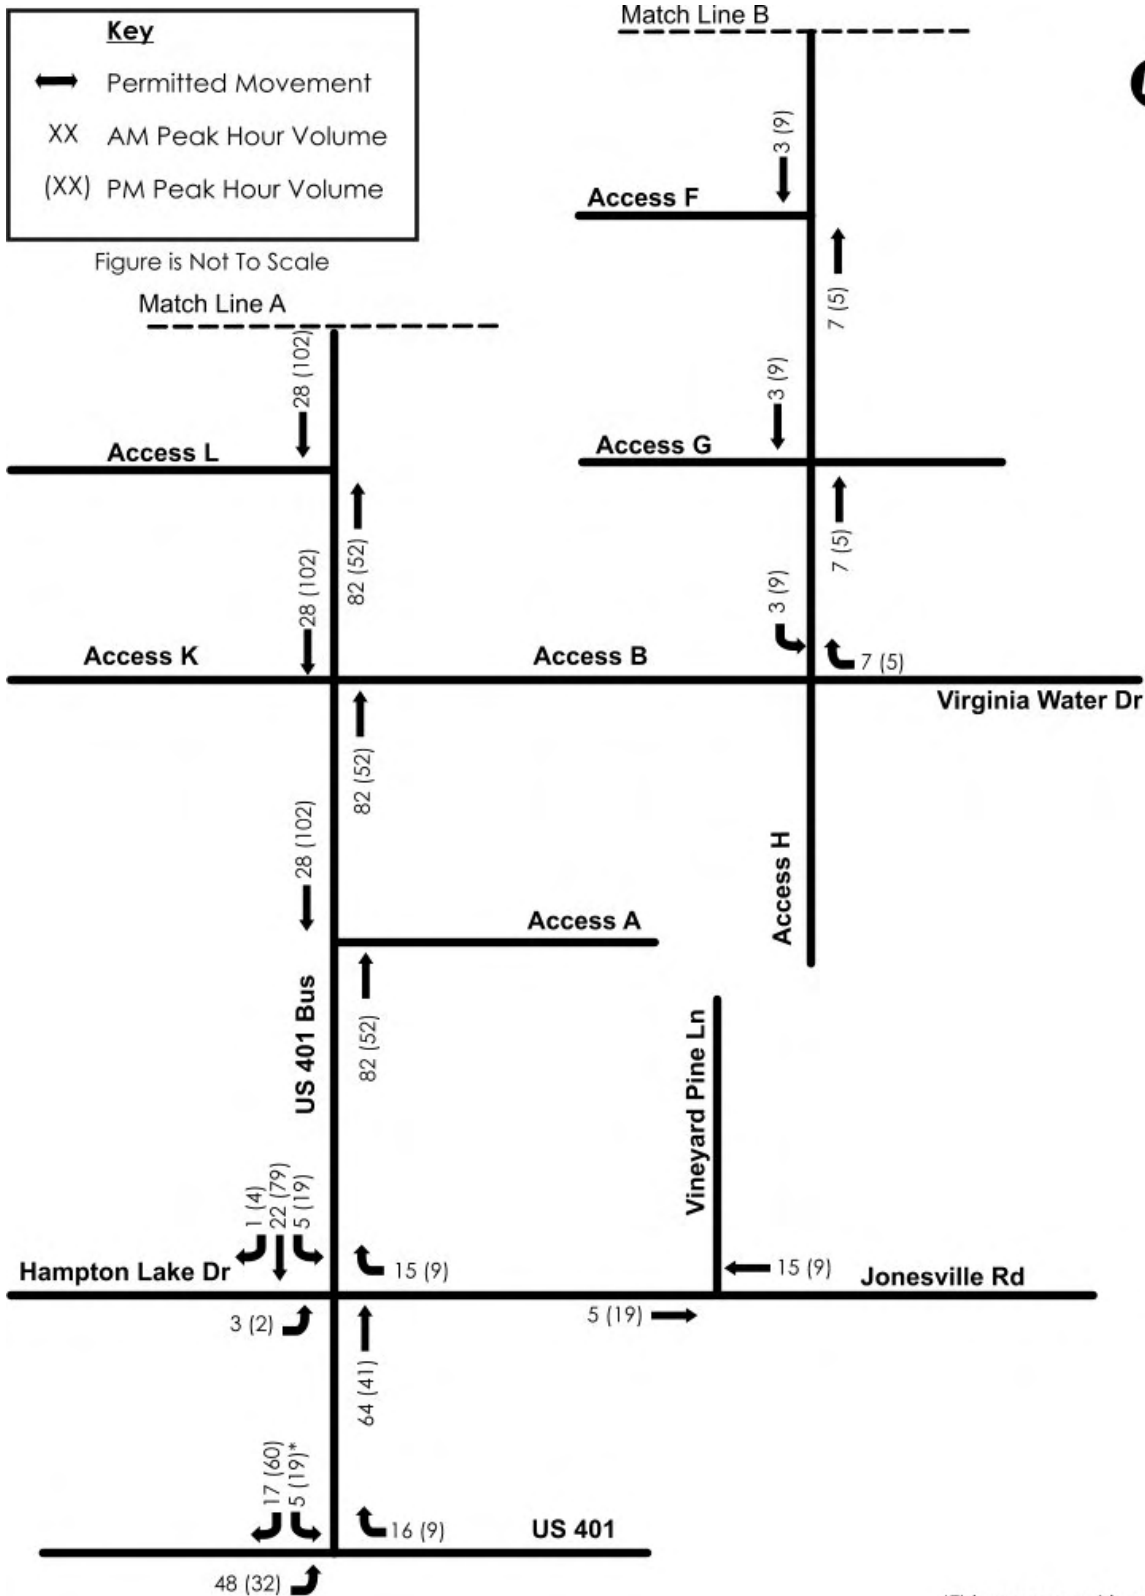 Key
Permitted Movement
XX AM Peak Hour Volume
(XX) PM Peak Hour Volume
Figure is Not To Scale
Match Line A
28 (102)
Access L
82 (52)
28 (102)
Access K
Access B
82 (52)
28 (102)
Access A
US 401 Bus
82 (52)
1 (4)
22 (79)
5 (19)
Hampton Lake Dr
15 (9)
3 (2)
64 (41)
17 (60)
5 (19)*
16 (9)
US 401
48 (32)
Match Line B
3 (9)
Access F
7 (5)
3 (9)
Access G
7 (5)
3 (9)
7 (5)
Virginia Water Dr
Access H
Vineyard Pine Ln
15 (9)
Jonesville Rd
5 (19)